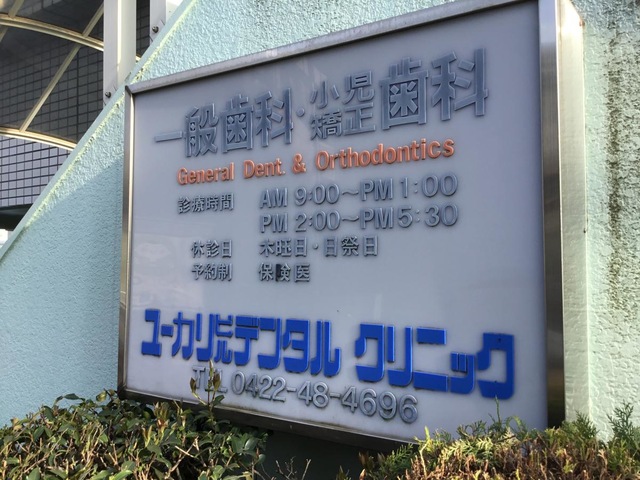 一般歯科・小児矯正歯科
General Dent. & Orthodontics
診療時間 AM 9:00～PM 1:00
PM 2:00～PM 5:30
休診日 木旺日・日祭日
予約制 保険医
ユーカリビルデンタルクリニック
TEL 0422-48-4696